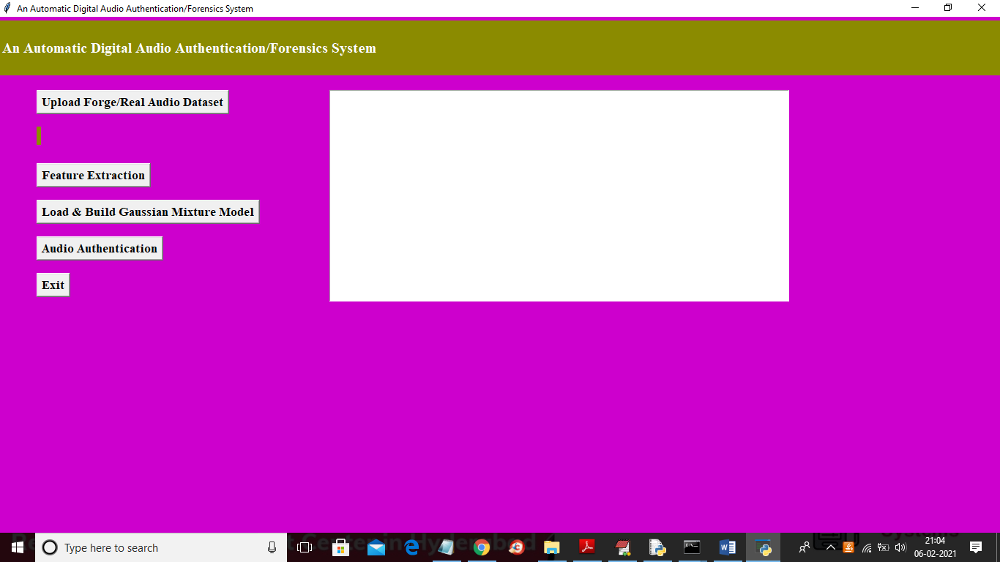 An Automatic Digital Audio Authentication/Forensics System
An Automatic Digital Audio Authentication/Forensics System
Upload Forge/Real Audio Dataset
Feature Extraction
Load & Build Gaussian Mixture Model
Audio Authentication
Exit
Type here to search
21:04
06-02-2021